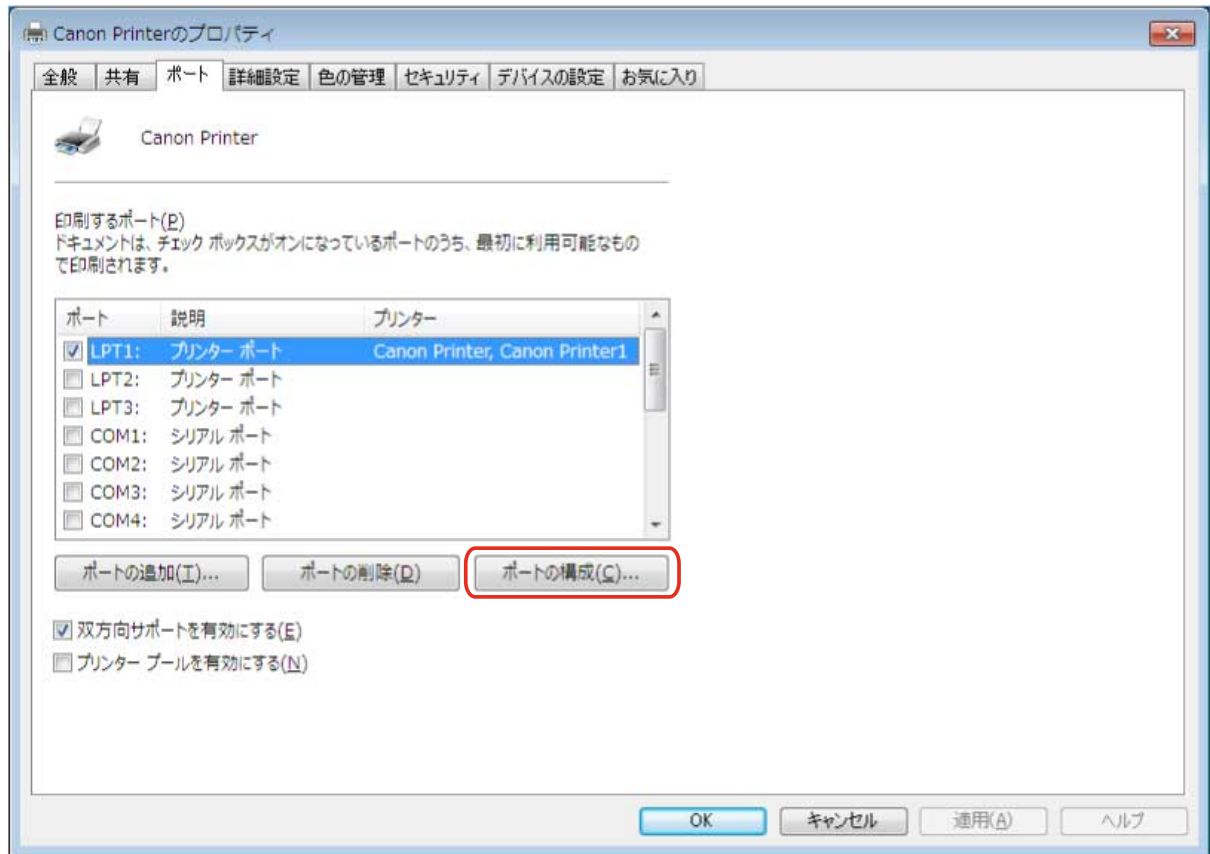 Canon Printerのプロパティ
全般 共有 ポート 詳細設定 色の管理 セキュリティ デバイスの設定 お気に入り
Canon Printer
印刷するポート(P)
ドキュメントは、チェック ボックスがオンになっているポートのうち、最初に利用可能なもの
で印刷されます。
ポート 説明 プリンター
LPT1: プリンター ポート Canon Printer, Canon Printer1
LPT2: プリンター ポート
LPT3: プリンター ポート
COM1: シリアル ポート
COM2: シリアル ポート
COM3: シリアル ポート
COM4: シリアル ポート
ポートの追加(T)... ポートの削除(D) ポートの構成(C)...
双方向サポートを有効にする(E)
プリンター プールを有効にする(N)
OK キャンセル 適用(A) ヘルプ